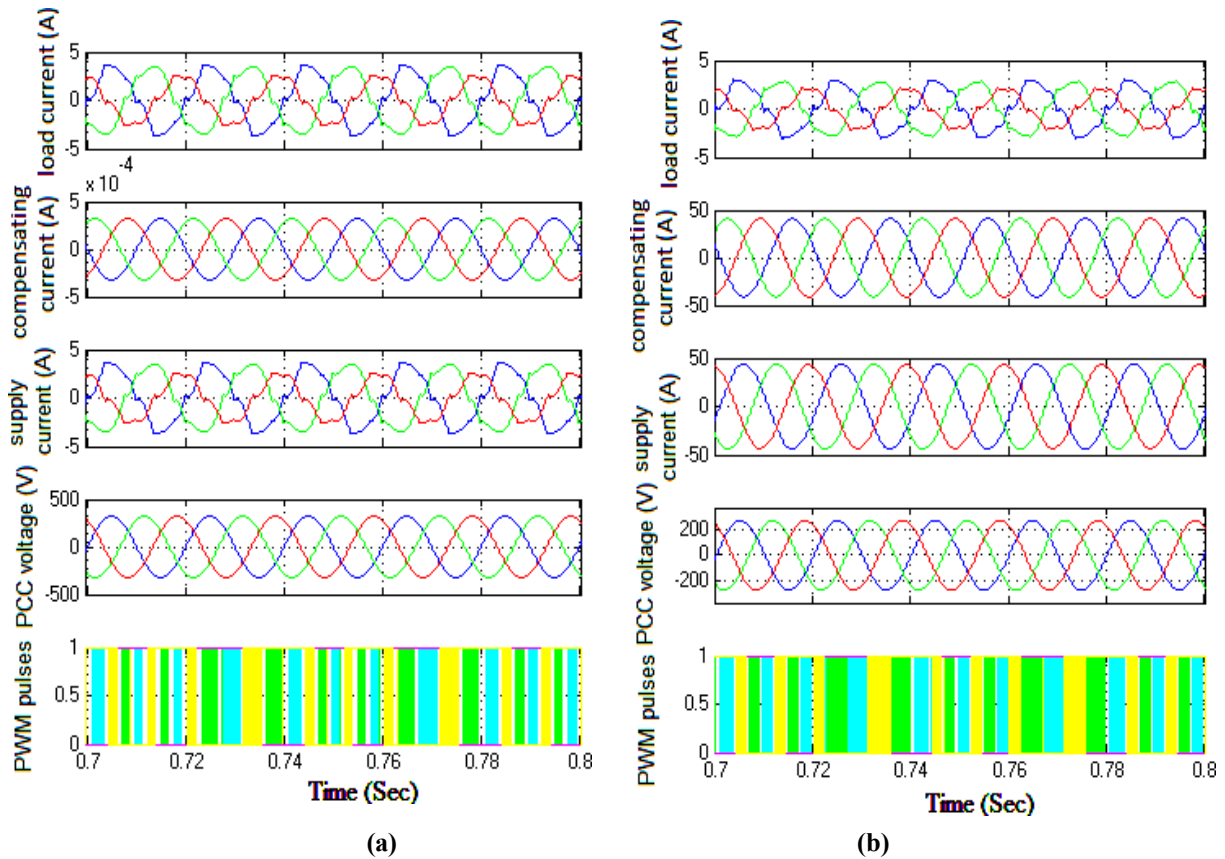 load current (A)
5
0
-5
x 10 -4
compensating
current (A)
5
0
-5
supply
current (A)
5
0
-5
PCC voltage (V)
500
0
-500
PWM pulses
1
0.5
0
0.7 0.72 0.74 0.76 0.78 0.8
Time (Sec)
(a)
load current (A)
5
0
-5
compensating
current (A)
50
0
-50
supply
current (A)
50
0
-50
PCC voltage (V)
200
0
-200
PWM pulses
1
0.5
0
0.7 0.72 0.74 0.76 0.78 0.8
Time (Sec)
(b)